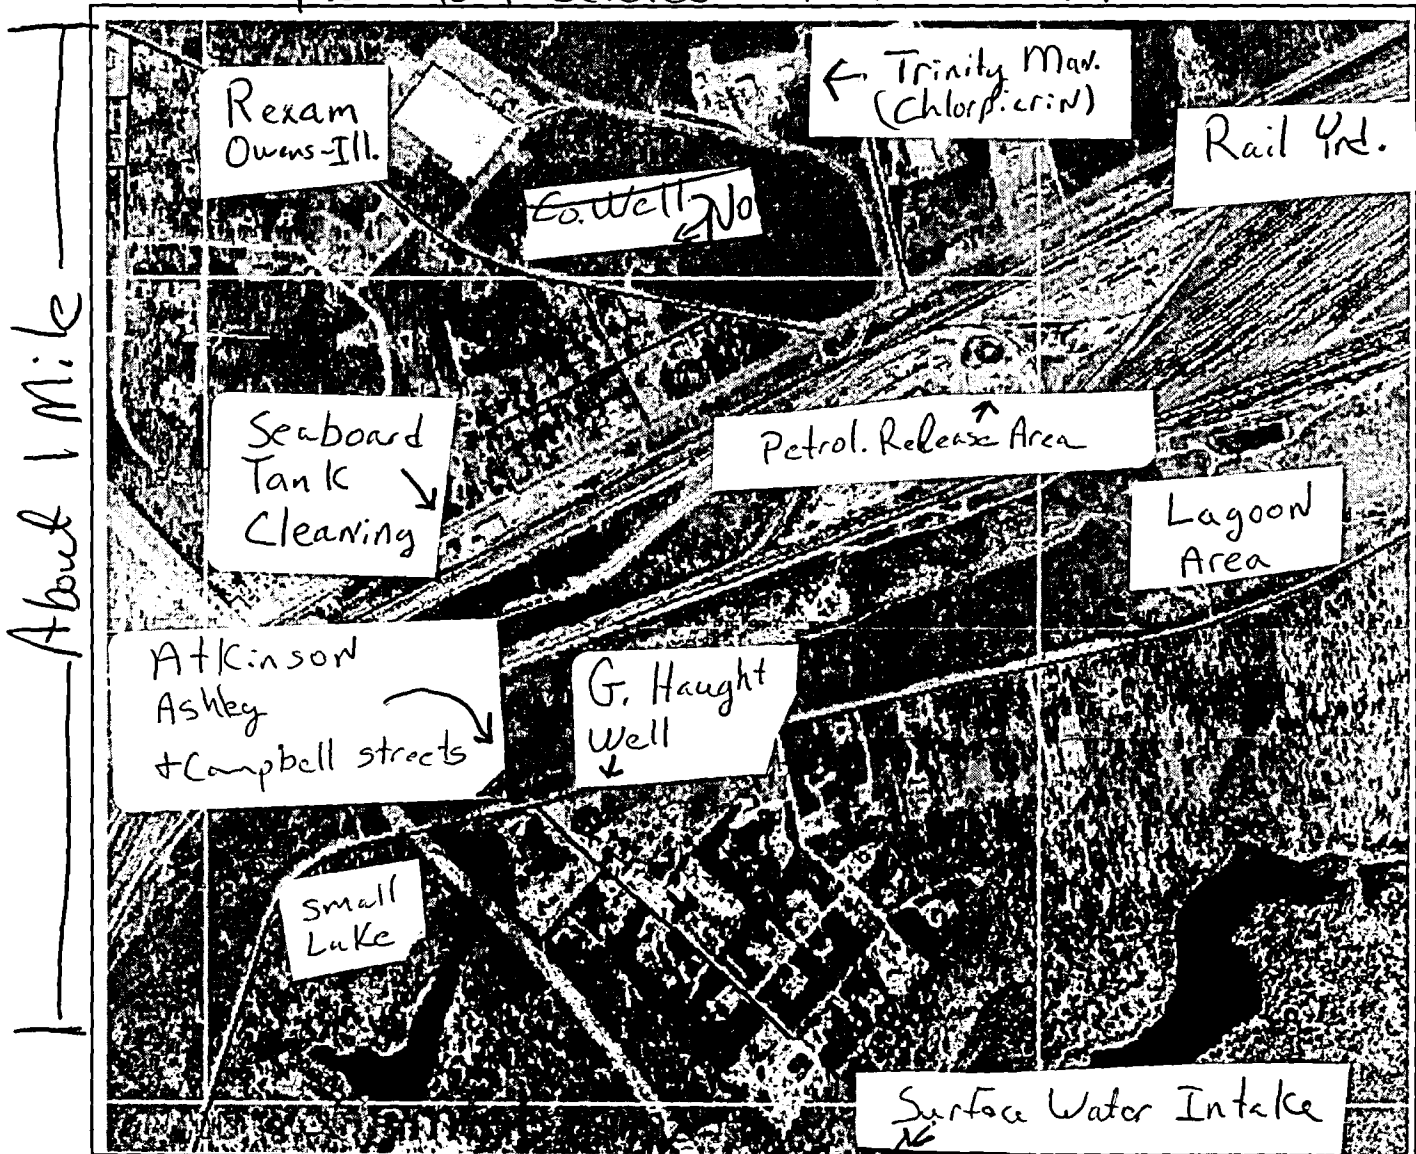 About 1 Mile
Rexam
Owens-Ill.
← Trinity Man.
(Chlorpicrin)
Rail Yrd.
Co. Well No
Seaboard
Tank
Cleaning
Petrol. Release Area
Lagoon
Area
Atkinson
Ashley
+ Campbell streets
G. Haught
Well
Small
Lake
Surface Water Intake